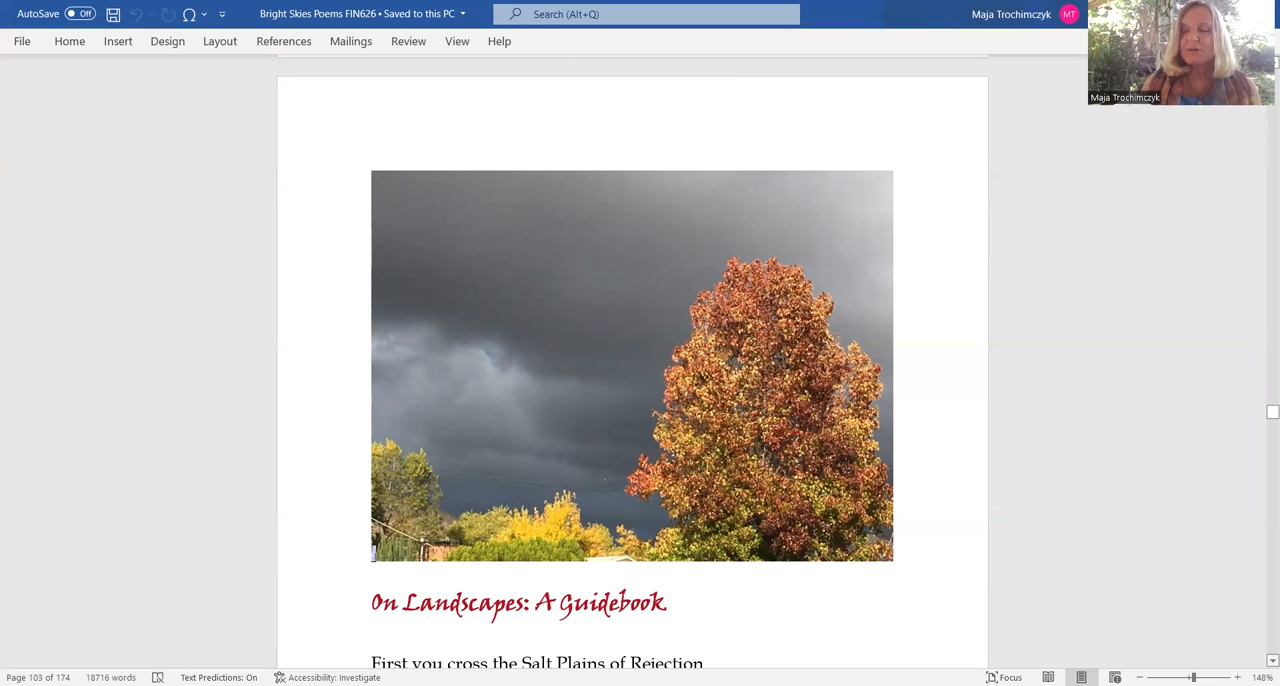 AutoSave Off Bright Skies Poems FIN626 • Saved to this PC Search (Alt+Q) Maja Trochimczyk MT
File Home Insert Design Layout References Mailings Review View Help
Maja Trochimczyk
On Landscapes: A Guidebook
First you cross the Salt Plains of Rejection
Page 103 of 174 18716 words Text Predictions: On Accessibility: Investigate Focus 148%